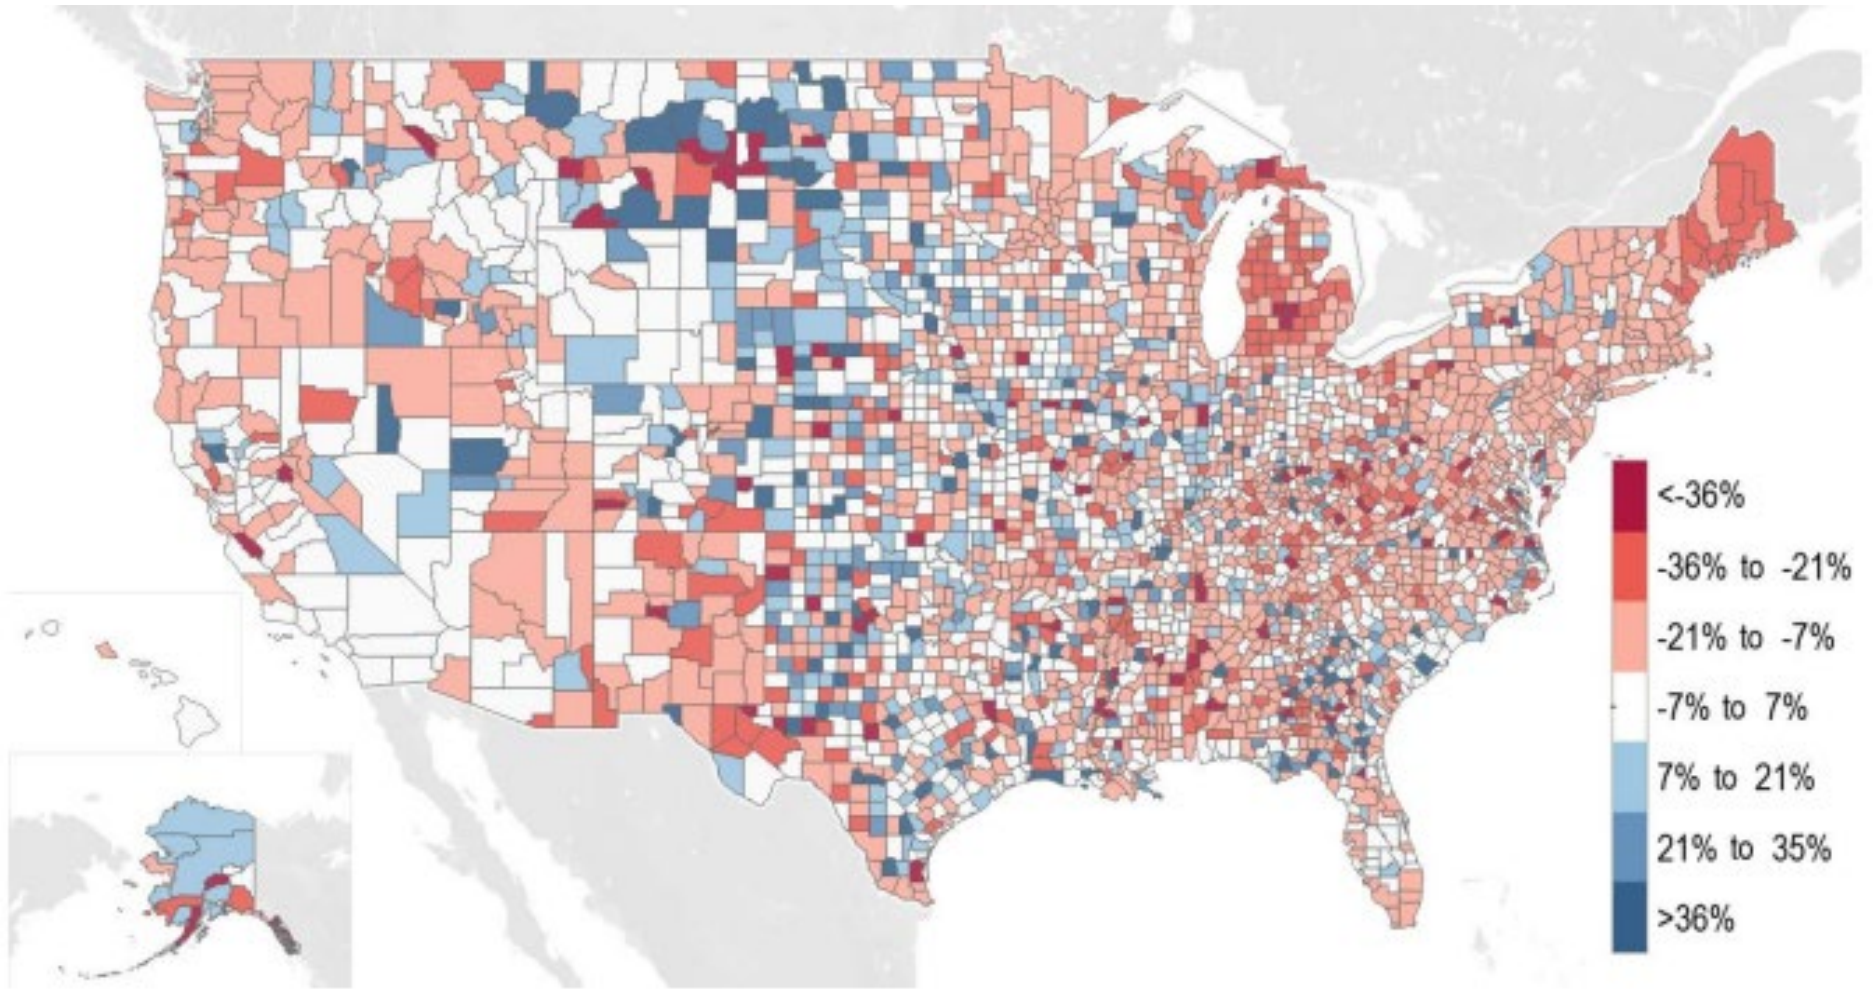 <-36%
-36% to -21%
-21% to -7%
-7% to 7%
7% to 21%
21% to 35%
>36%